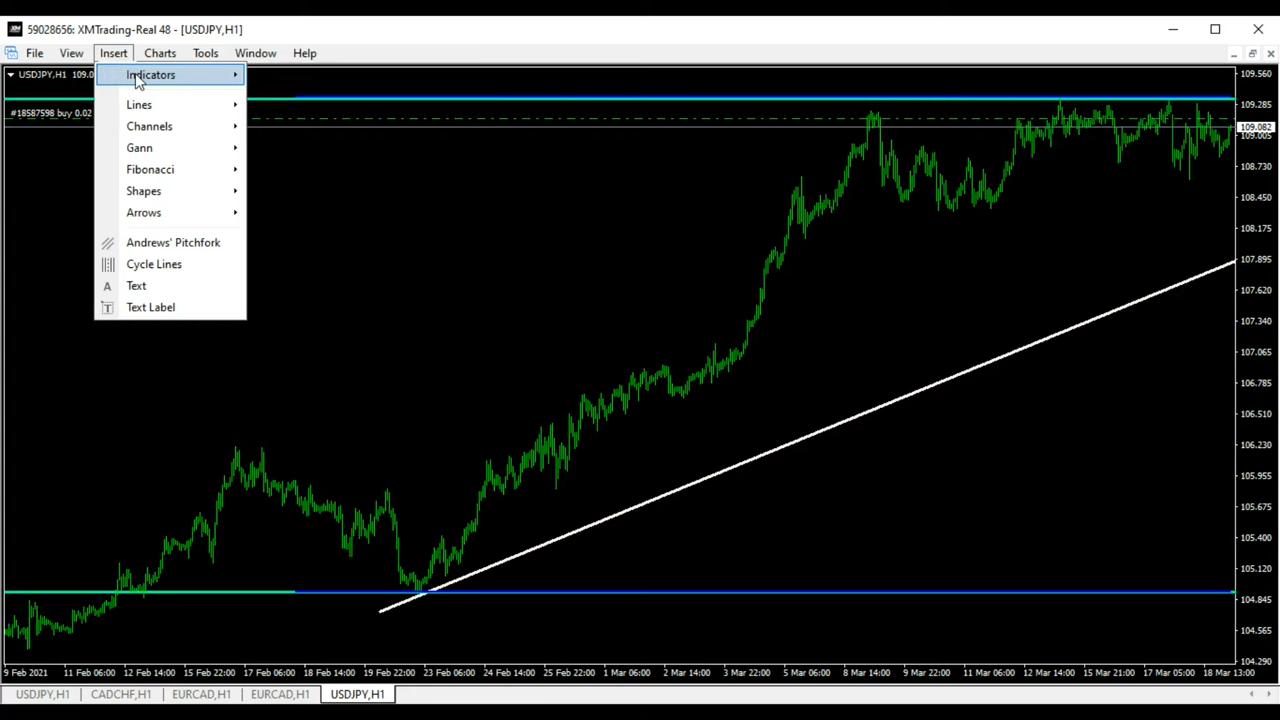 59028656: XMTrading-Real 48 - [USDJPY,H1]
File View Insert Charts Tools Window Help
USDJPY,H1 109.0
#18587598 buy 0.02
Indicators
Lines
Channels
Gann
Fibonacci
Shapes
Arrows
Andrews' Pitchfork
Cycle Lines
A Text
T Text Label
109.560
109.285
109.082
109.005
108.730
108.450
108.175
107.895
107.620
107.340
107.065
106.785
106.510
106.230
105.955
105.675
105.400
105.120
104.845
104.565
104.290
9 Feb 2021 11 Feb 06:00 12 Feb 14:00 15 Feb 22:00 17 Feb 06:00 18 Feb 14:00 19 Feb 22:00 23 Feb 06:00 24 Feb 14:00 25 Feb 22:00 1 Mar 06:00 2 Mar 14:00 3 Mar 22:00 5 Mar 06:00 8 Mar 14:00 9 Mar 22:00 11 Mar 06:00 12 Mar 14:00 15 Mar 21:00 17 Mar 05:00 18 Mar 13:00
USDJPY,H1 CADCHF,H1 EURCAD,H1 EURCAD,H1 USDJPY,H1